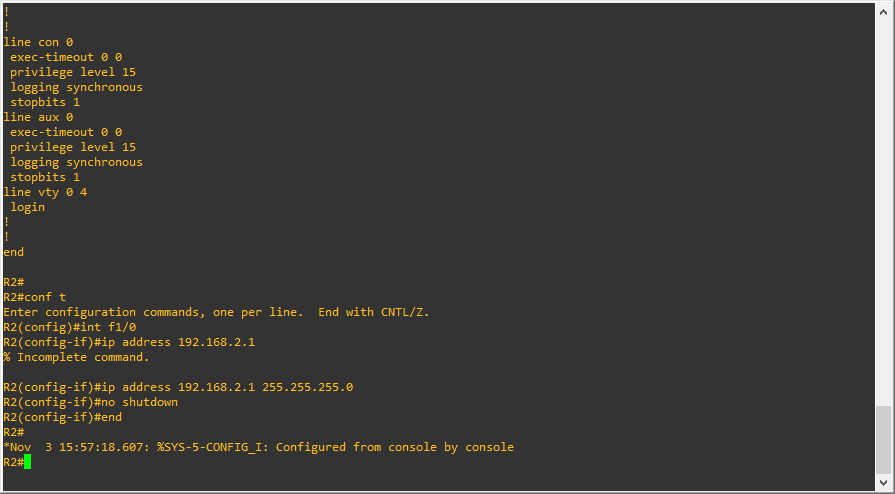 !
!
line con 0
 exec-timeout 0 0
 privilege level 15
 logging synchronous
 stopbits 1
line aux 0
 exec-timeout 0 0
 privilege level 15
 logging synchronous
 stopbits 1
line vty 0 4
 login
!
!
end

R2#
R2#conf t
Enter configuration commands, one per line.  End with CNTL/Z.
R2(config)#int f1/0
R2(config-if)#ip address 192.168.2.1
% Incomplete command.

R2(config-if)#ip address 192.168.2.1 255.255.255.0
R2(config-if)#no shutdown
R2(config-if)#end
R2#
*Nov  3 15:57:18.607: %SYS-5-CONFIG_I: Configured from console by console
R2#